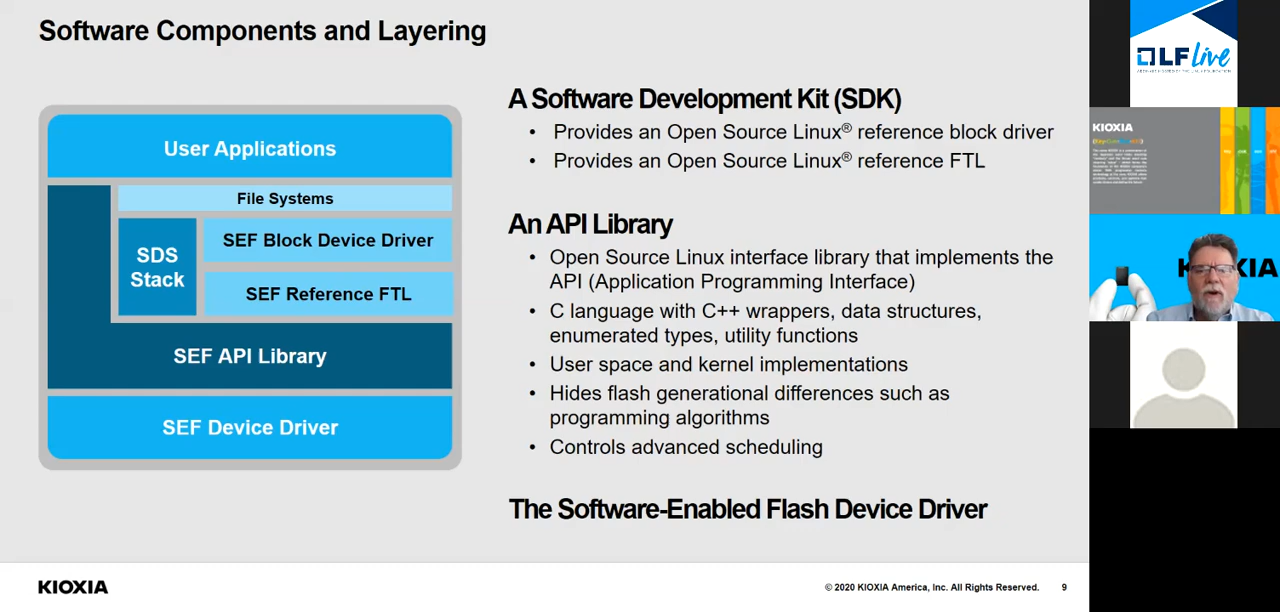 Software Components and Layering
User Applications
File Systems
SDS
Stack
SEF Block Device Driver
SEF Reference FTL
SEF API Library
SEF Device Driver
A Software Development Kit (SDK)
• Provides an Open Source Linux® reference block driver
• Provides an Open Source Linux® reference FTL
An API Library
• Open Source Linux interface library that implements the
API (Application Programming Interface)
• C language with C++ wrappers, data structures,
enumerated types, utility functions
• User space and kernel implementations
• Hides flash generational differences such as
programming algorithms
• Controls advanced scheduling
The Software-Enabled Flash Device Driver
KIOXIA
© 2020 KIOXIA America, Inc. All Rights Reserved.
9
LF Live
KIOXIA
KIOXIA